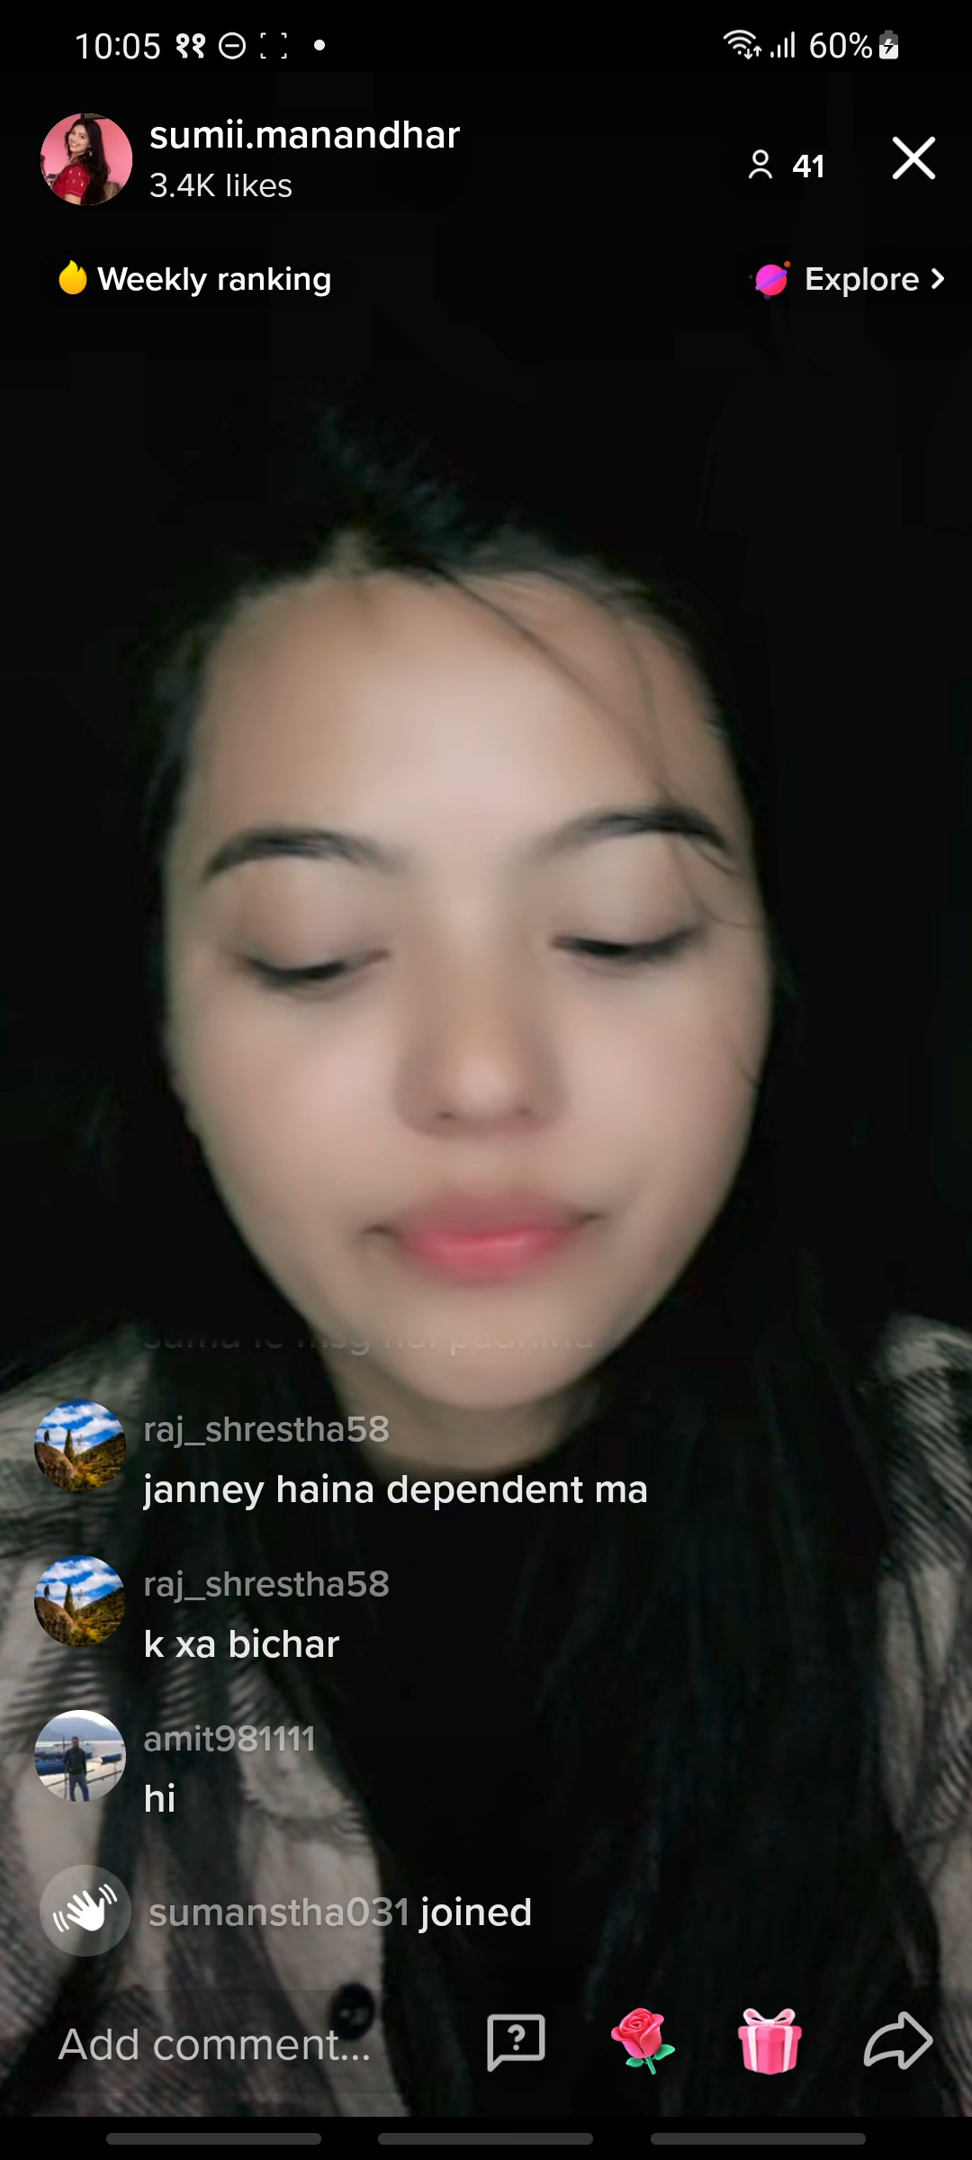 10:05
60%
sumii.manandhar
3.4K likes
41
Weekly ranking
Explore
raj_shrestha58
janney haina dependent ma
raj_shrestha58
k xa bichar
amit981111
hi
sumanstha031 joined
Add comment...